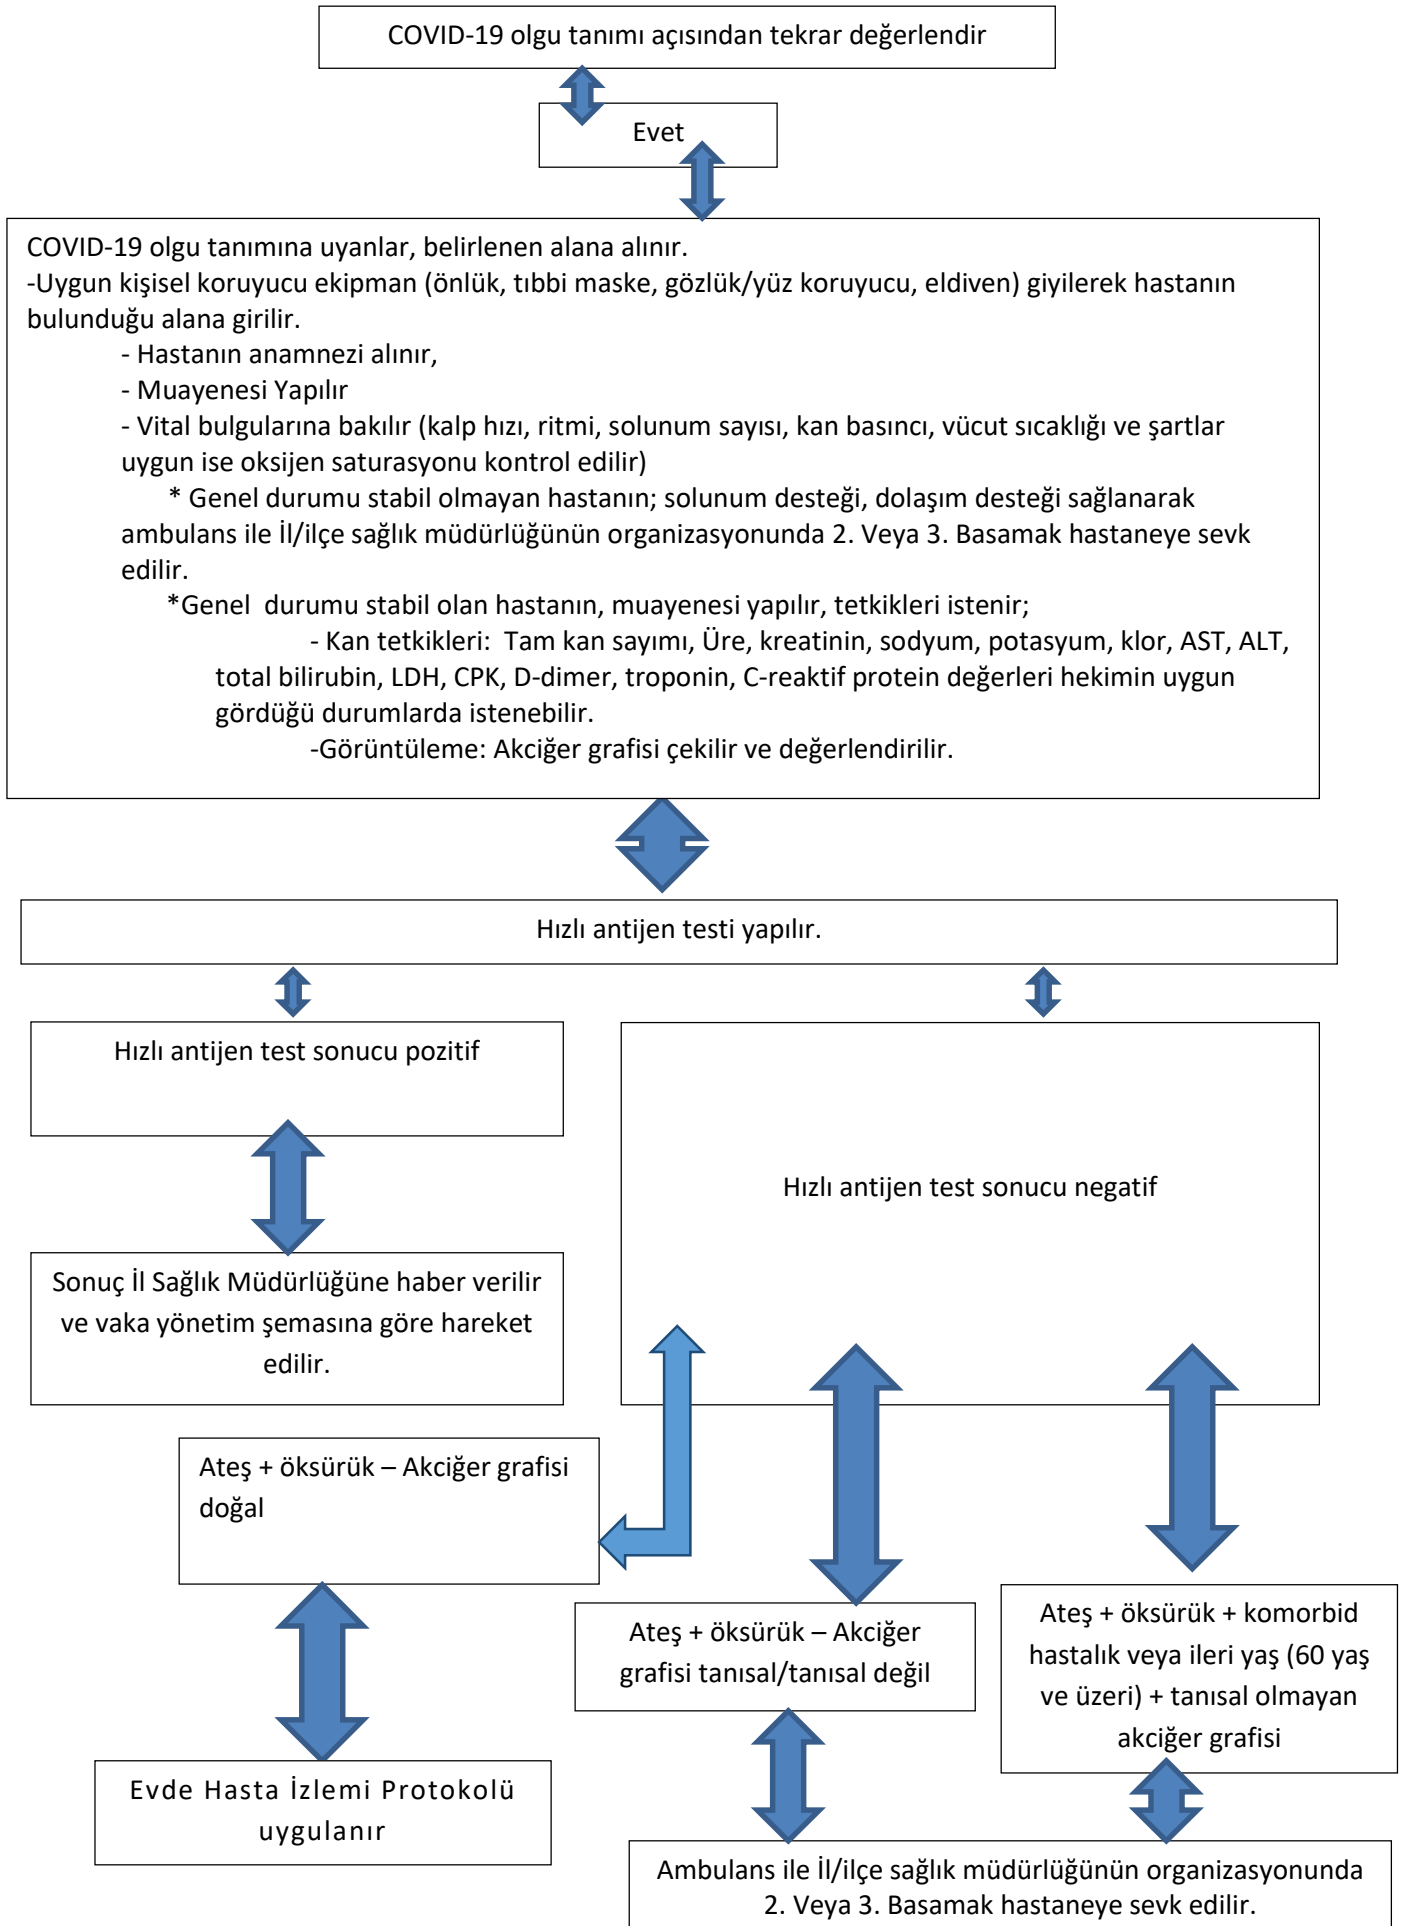 COVID-19 olgu tanımı açısından tekrar değerlendir
Evet
COVID-19 olgu tanımına uyanlar, belirlenen alana alınır.
-Uygun kişisel koruyucu ekipman (önlük, tıbbi maske, gözlük/yüz koruyucu, eldiven) giyilerek hastanın
bulunduğu alana girilir.
- Hastanın anamnezi alınır,
- Muayenesi Yapılır
- Vital bulgularına bakılır (kalp hızı, ritmi, solunum sayısı, kan basıncı, vücut sıcaklığı ve şartlar
uygun ise oksijen saturasyonu kontrol edilir)
* Genel durumu stabil olmayan hastanın; solunum desteği, dolaşım desteği sağlanarak
ambulans ile İl/ilçe sağlık müdürlüğünün organizasyonunda 2. Veya 3. Basamak hastaneye sevk
edilir.
*Genel  durumu stabil olan hastanın, muayenesi yapılır, tetkikleri istenir;
- Kan tetkikleri:  Tam kan sayımı, Üre, kreatinin, sodyum, potasyum, klor, AST, ALT,
total bilirubin, LDH, CPK, D-dimer, troponin, C-reaktif protein değerleri hekimin uygun
gördüğü durumlarda istenebilir.
-Görüntüleme: Akciğer grafisi çekilir ve değerlendirilir.
Hızlı antijen testi yapılır.
Hızlı antijen test sonucu pozitif
Hızlı antijen test sonucu negatif
Sonuç İl Sağlık Müdürlüğüne haber verilir
ve vaka yönetim şemasına göre hareket
edilir.
Ateş + öksürük – Akciğer grafisi
doğal
Ateş + öksürük – Akciğer
grafisi tanısal/tanısal değil
Ateş + öksürük + komorbid
hastalık veya ileri yaş (60 yaş
ve üzeri) + tanısal olmayan
akciğer grafisi
Evde Hasta İzlemi Protokolü
uygulanır
Ambulans ile İl/ilçe sağlık müdürlüğünün organizasyonunda
2. Veya 3. Basamak hastaneye sevk edilir.